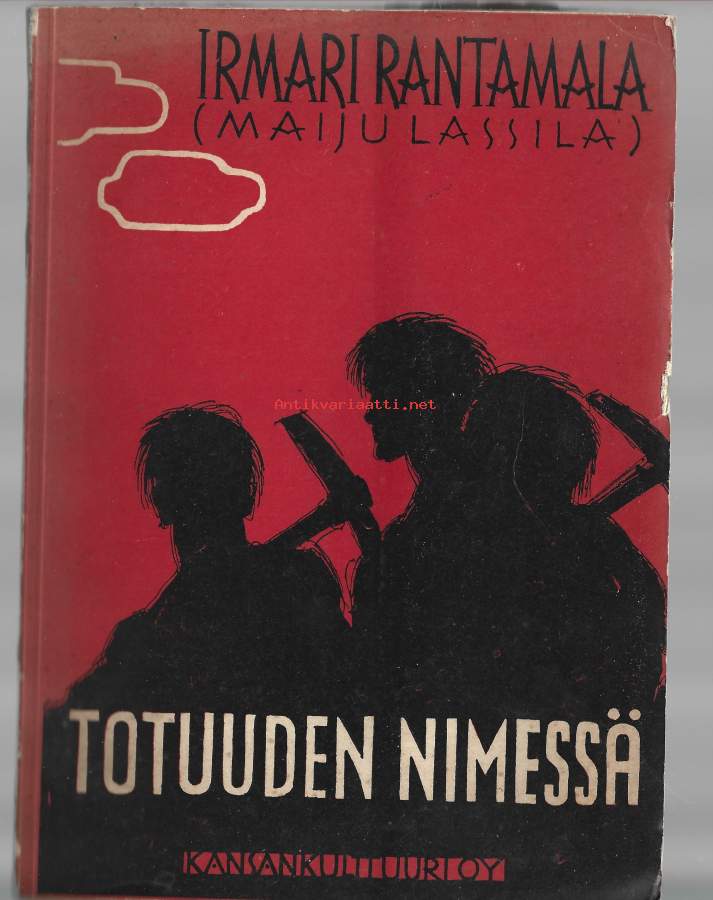 IRMARI RANTAMALA
(MAIJU LASSILA)
Antikvariaatti.net
TOTUUDEN NIMESSÄ
KANSANKULTTUURI OY